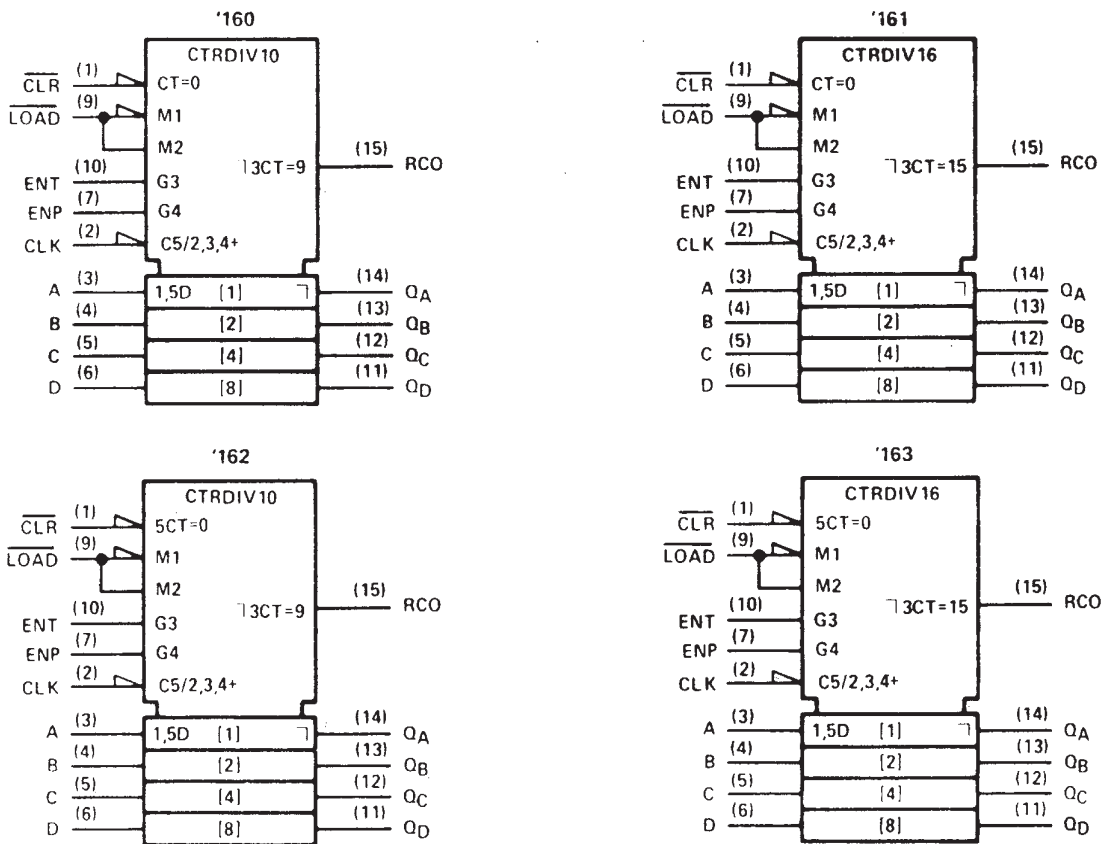 '160
CTRDIV10
CLR (1) CT=0
LOAD (9) M1
M2
ENT (10) G3
ENP (7) G4
CLK (2) C5/2,3,4+
⌝3CT=9 (15) RCO
A (3) 1,5D [1] ⌝ (14) QA
B (4) [2] (13) QB
C (5) [4] (12) QC
D (6) [8] (11) QD
'161
CTRDIV16
CLR (1) CT=0
LOAD (9) M1
M2
ENT (10) G3
ENP (7) G4
CLK (2) C5/2,3,4+
⌝3CT=15 (15) RCO
A (3) 1,5D [1] ⌝ (14) QA
B (4) [2] (13) QB
C (5) [4] (12) QC
D (6) [8] (11) QD
'162
CTRDIV10
CLR (1) 5CT=0
LOAD (9) M1
M2
ENT (10) G3
ENP (7) G4
CLK (2) C5/2,3,4+
⌝3CT=9 (15) RCO
A (3) 1,5D [1] ⌝ (14) QA
B (4) [2] (13) QB
C (5) [4] (12) QC
D (6) [8] (11) QD
'163
CTRDIV16
CLR (1) 5CT=0
LOAD (9) M1
M2
ENT (10) G3
ENP (7) G4
CLK (2) C5/2,3,4+
⌝3CT=15 (15) RCO
A (3) 1,5D [1] ⌝ (14) QA
B (4) [2] (13) QB
C (5) [4] (12) QC
D (6) [8] (11) QD